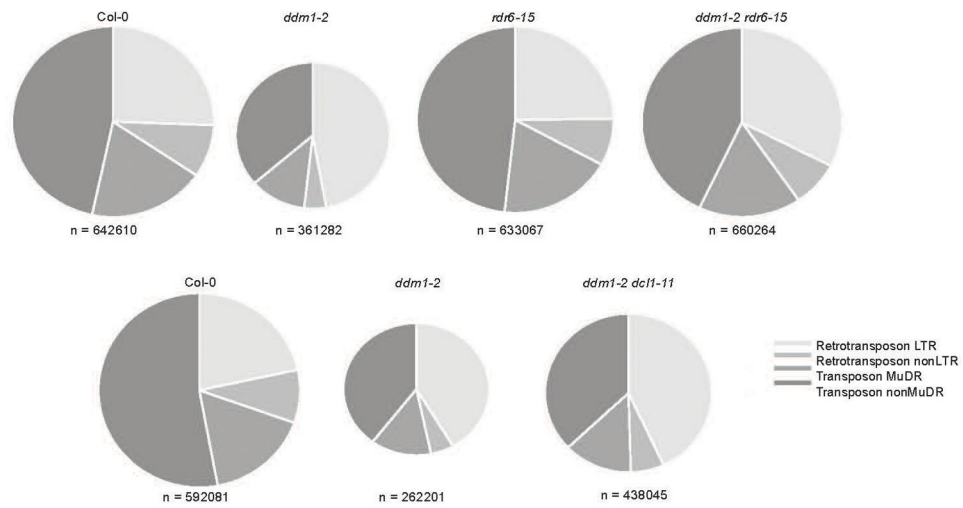 Col-0
ddm1-2
rdr6-15
ddm1-2 rdr6-15
n = 642610
n = 361282
n = 633067
n = 660264
Col-0
ddm1-2
ddm1-2 dcl1-11
Retrotransposon LTR
Retrotransposon nonLTR
Transposon MuDR
Transposon nonMuDR
n = 592081
n = 262201
n = 438045